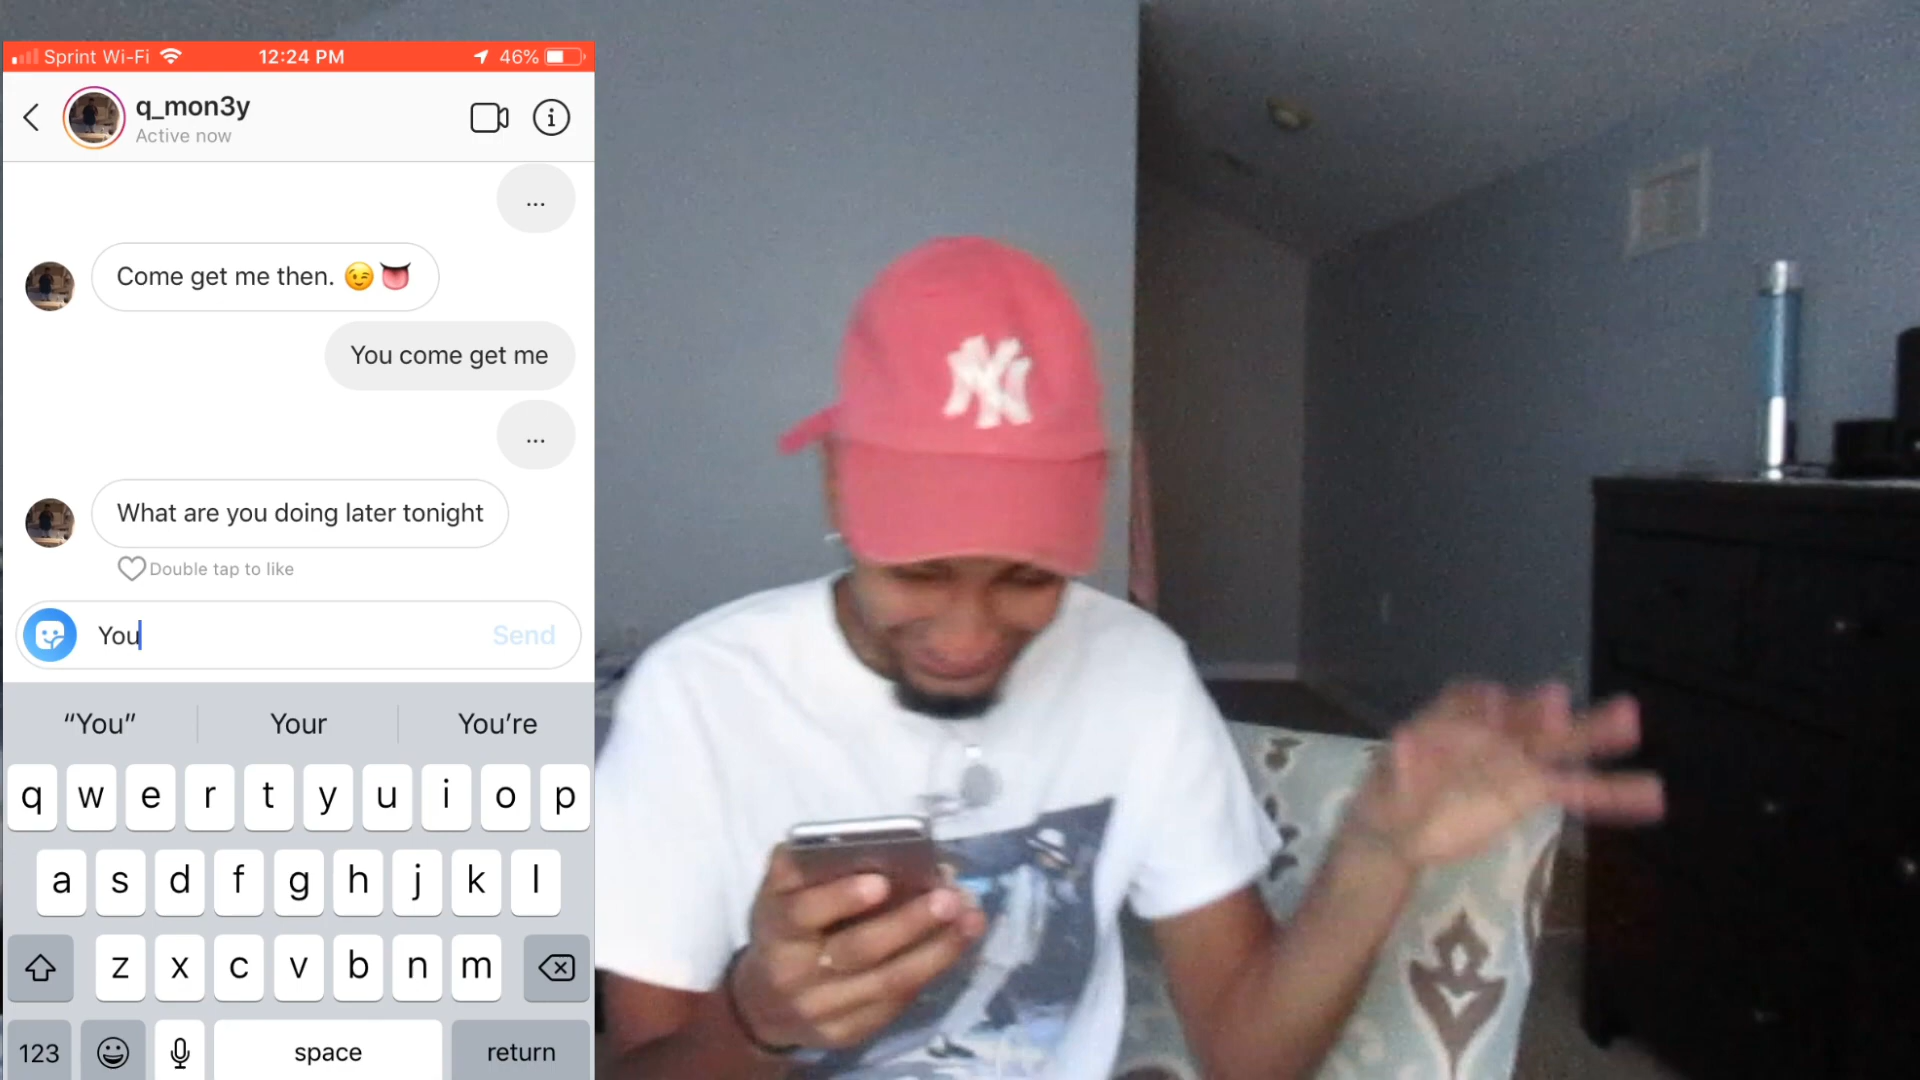 Sprint Wi-Fi 12:24 PM 46%
q_mon3y
Active now
...
Come get me then. 😉👅
You come get me
...
What are you doing later tonight
Double tap to like
You Send
“You” Your You’re
q w e r t y u i o p
a s d f g h j k l
z x c v b n m
123 space return
NY